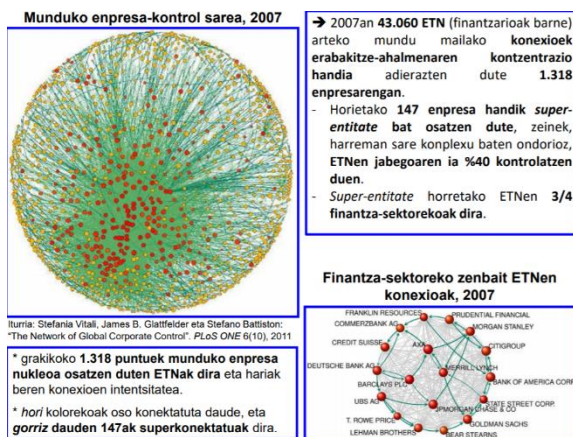 Munduko enpresa-kontrol sarea, 2007
Iturria: Stefania Vitali, James B. Glattfelder eta Stefano Battiston:
"The Network of Global Corporate Control". PLoS ONE 6(10), 2011
* grakikoko 1.318 puntuek munduko enpresa
nukleoa osatzen duten ETNak dira eta hariak
beren konexioen intentsitatea.
* hori kolorekoak oso konektatuta daude, eta
gorriz dauden 147ak superkonektatuak dira.
➔ 2007an 43.060 ETN (finantzarioak barne)
arteko mundu mailako konexioek
erabakitze-ahalmenaren kontzentrazio
handia adierazten dute 1.318
enpresarengan.
- Horietako 147 enpresa handik super-
entitate bat osatzen dute, zeinek,
harreman sare konplexu baten ondorioz,
ETNen jabegoaren ia %40 kontrolatzen
duen.
- Super-entitate horretako ETNen 3/4
finantza-sektorekoak dira.
Finantza-sektoreko zenbait ETNen
konexioak, 2007
FRANKLIN RESOURCES
PRUDENTIAL FINANCIAL
COMMERZBANK AG
MORGAN STANLEY
AXA
CREDIT SUISSE
CITIGROUP
DEUTSCHE BANK AG
MERRILL LYNCH
BANK OF AMERICA CORP.
BARCLAYS PLC
STATE STREET CORP.
UBS AG
JPMORGAN CHASE & CO
T. ROWE PRICE
GOLDMAN SACHS
LEHMAN BROTHERS
BEAR STEARNS